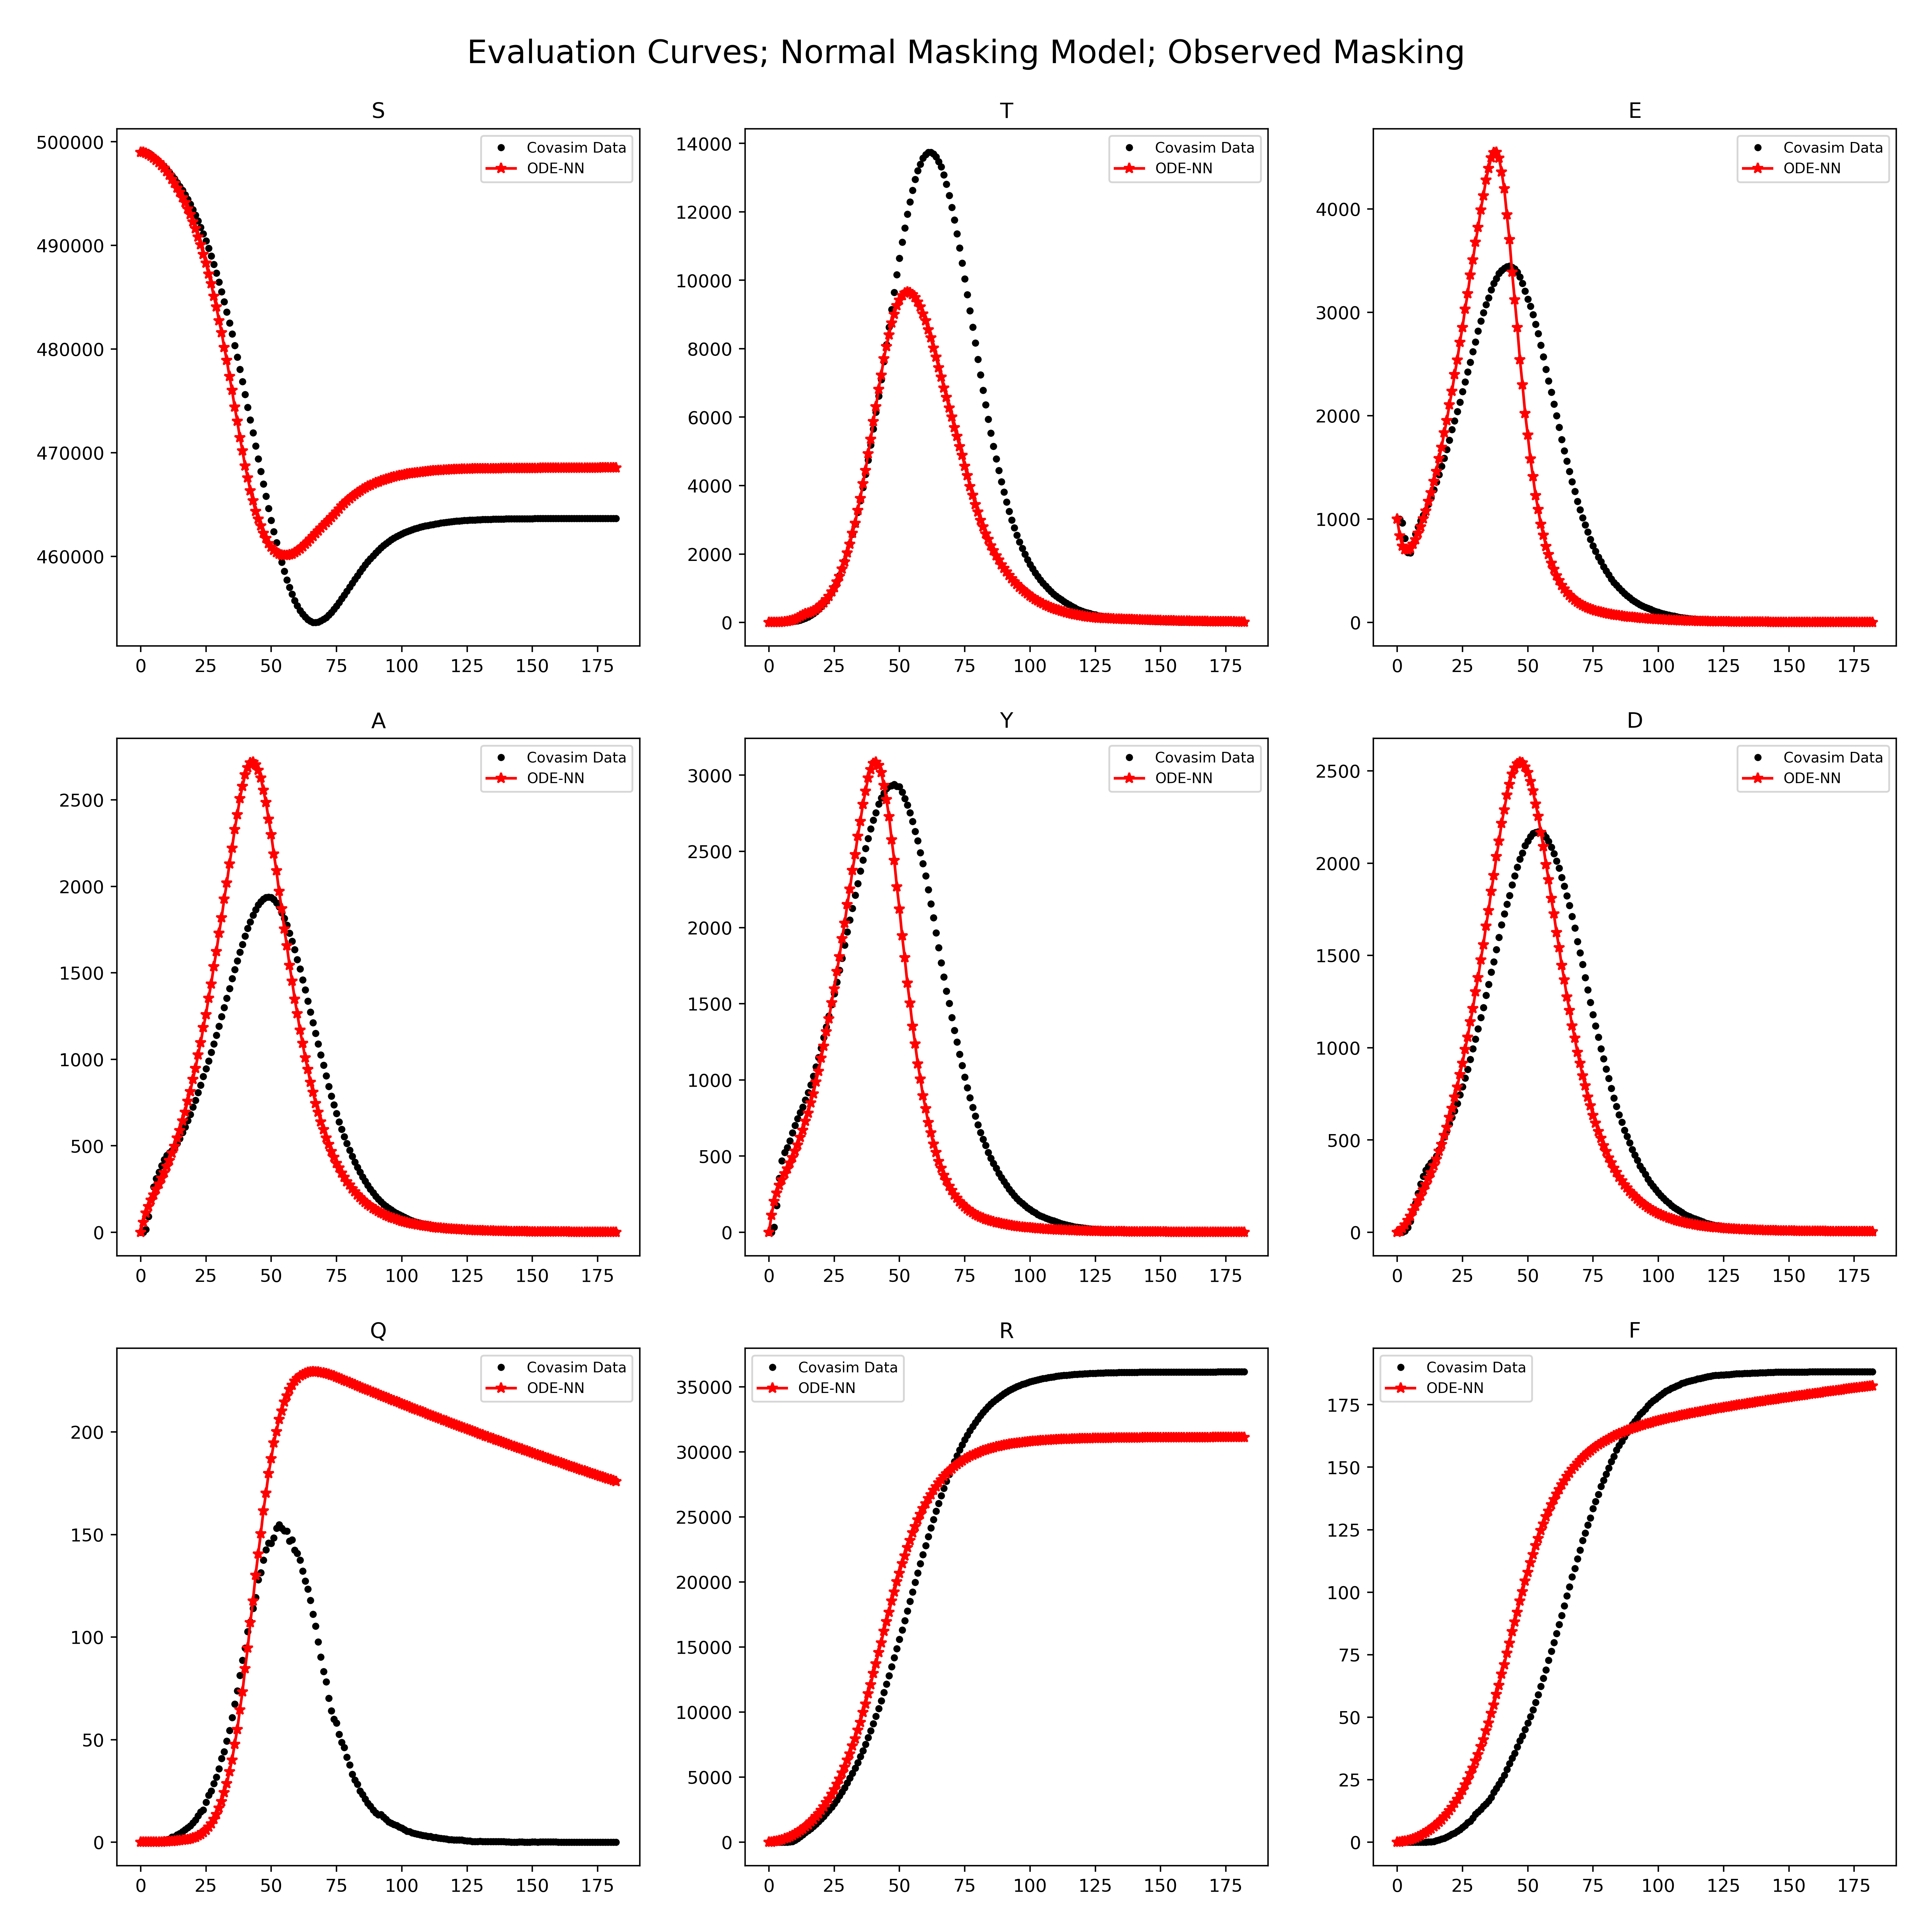 Evaluation Curves; Normal Masking Model; Observed Masking
S
Covasim Data
ODE-NN
500000
490000
480000
470000
460000
0 25 50 75 100 125 150 175
T
Covasim Data
ODE-NN
14000
12000
10000
8000
6000
4000
2000
0
0 25 50 75 100 125 150 175
E
Covasim Data
ODE-NN
4000
3000
2000
1000
0
0 25 50 75 100 125 150 175
A
Covasim Data
ODE-NN
2500
2000
1500
1000
500
0
0 25 50 75 100 125 150 175
Y
Covasim Data
ODE-NN
3000
2500
2000
1500
1000
500
0
0 25 50 75 100 125 150 175
D
Covasim Data
ODE-NN
2500
2000
1500
1000
500
0
0 25 50 75 100 125 150 175
Q
Covasim Data
ODE-NN
200
150
100
50
0
0 25 50 75 100 125 150 175
R
Covasim Data
ODE-NN
35000
30000
25000
20000
15000
10000
5000
0
0 25 50 75 100 125 150 175
F
Covasim Data
ODE-NN
175
150
125
100
75
50
25
0
0 25 50 75 100 125 150 175